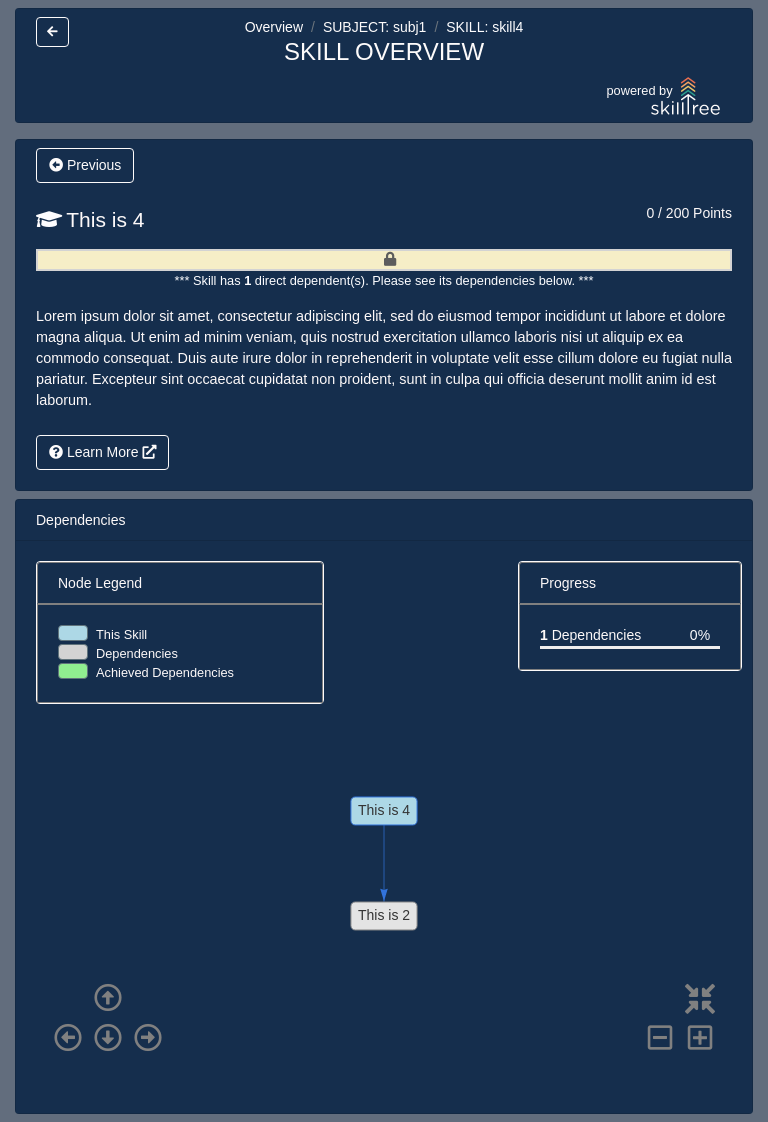 Overview / SUBJECT: subj1 / SKILL: skill4
SKILL OVERVIEW
powered by
skilltree
Previous
This is 4
0 / 200 Points
*** Skill has 1 direct dependent(s). Please see its dependencies below. ***
Lorem ipsum dolor sit amet, consectetur adipiscing elit, sed do eiusmod tempor incididunt ut labore et dolore
magna aliqua. Ut enim ad minim veniam, quis nostrud exercitation ullamco laboris nisi ut aliquip ex ea
commodo consequat. Duis aute irure dolor in reprehenderit in voluptate velit esse cillum dolore eu fugiat nulla
pariatur. Excepteur sint occaecat cupidatat non proident, sunt in culpa qui officia deserunt mollit anim id est
laborum.
Learn More
Dependencies
Node Legend
This Skill
Dependencies
Achieved Dependencies
Progress
1 Dependencies 0%
This is 4
This is 2